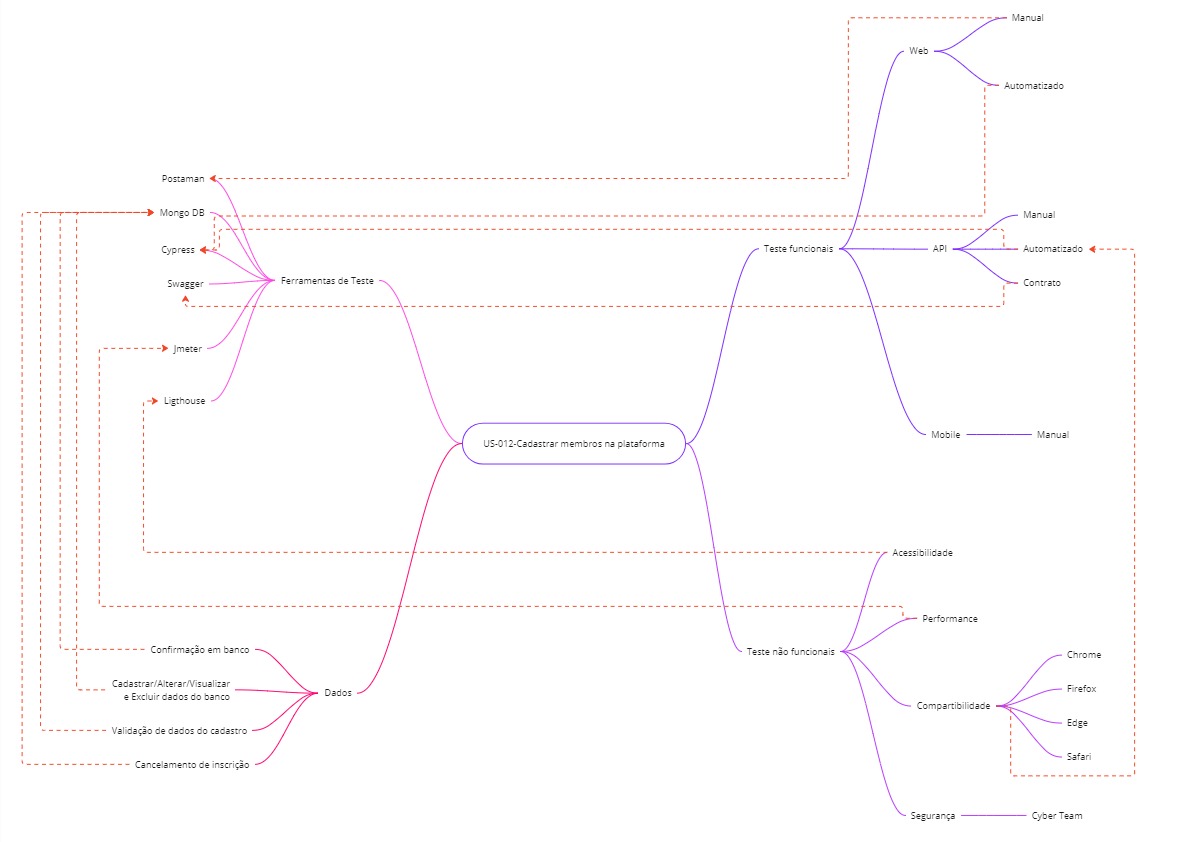 Manual
Web
Automatizado
Postaman
Mongo DB
Cypress
Swagger
Jmeter
Ligthouse
Ferramentas de Teste
Teste funcionais
API
Manual
Automatizado
Contrato
Mobile
Manual
US-012-Cadastrar membros na plataforma
Confirmação em banco
Cadastrar/Alterar/Visualizar
e Excluir dados do banco
Validação de dados do cadastro
Cancelamento de inscrição
Dados
Teste não funcionais
Acessibilidade
Performance
Compartibilidade
Chrome
Firefox
Edge
Safari
Segurança
Cyber Team